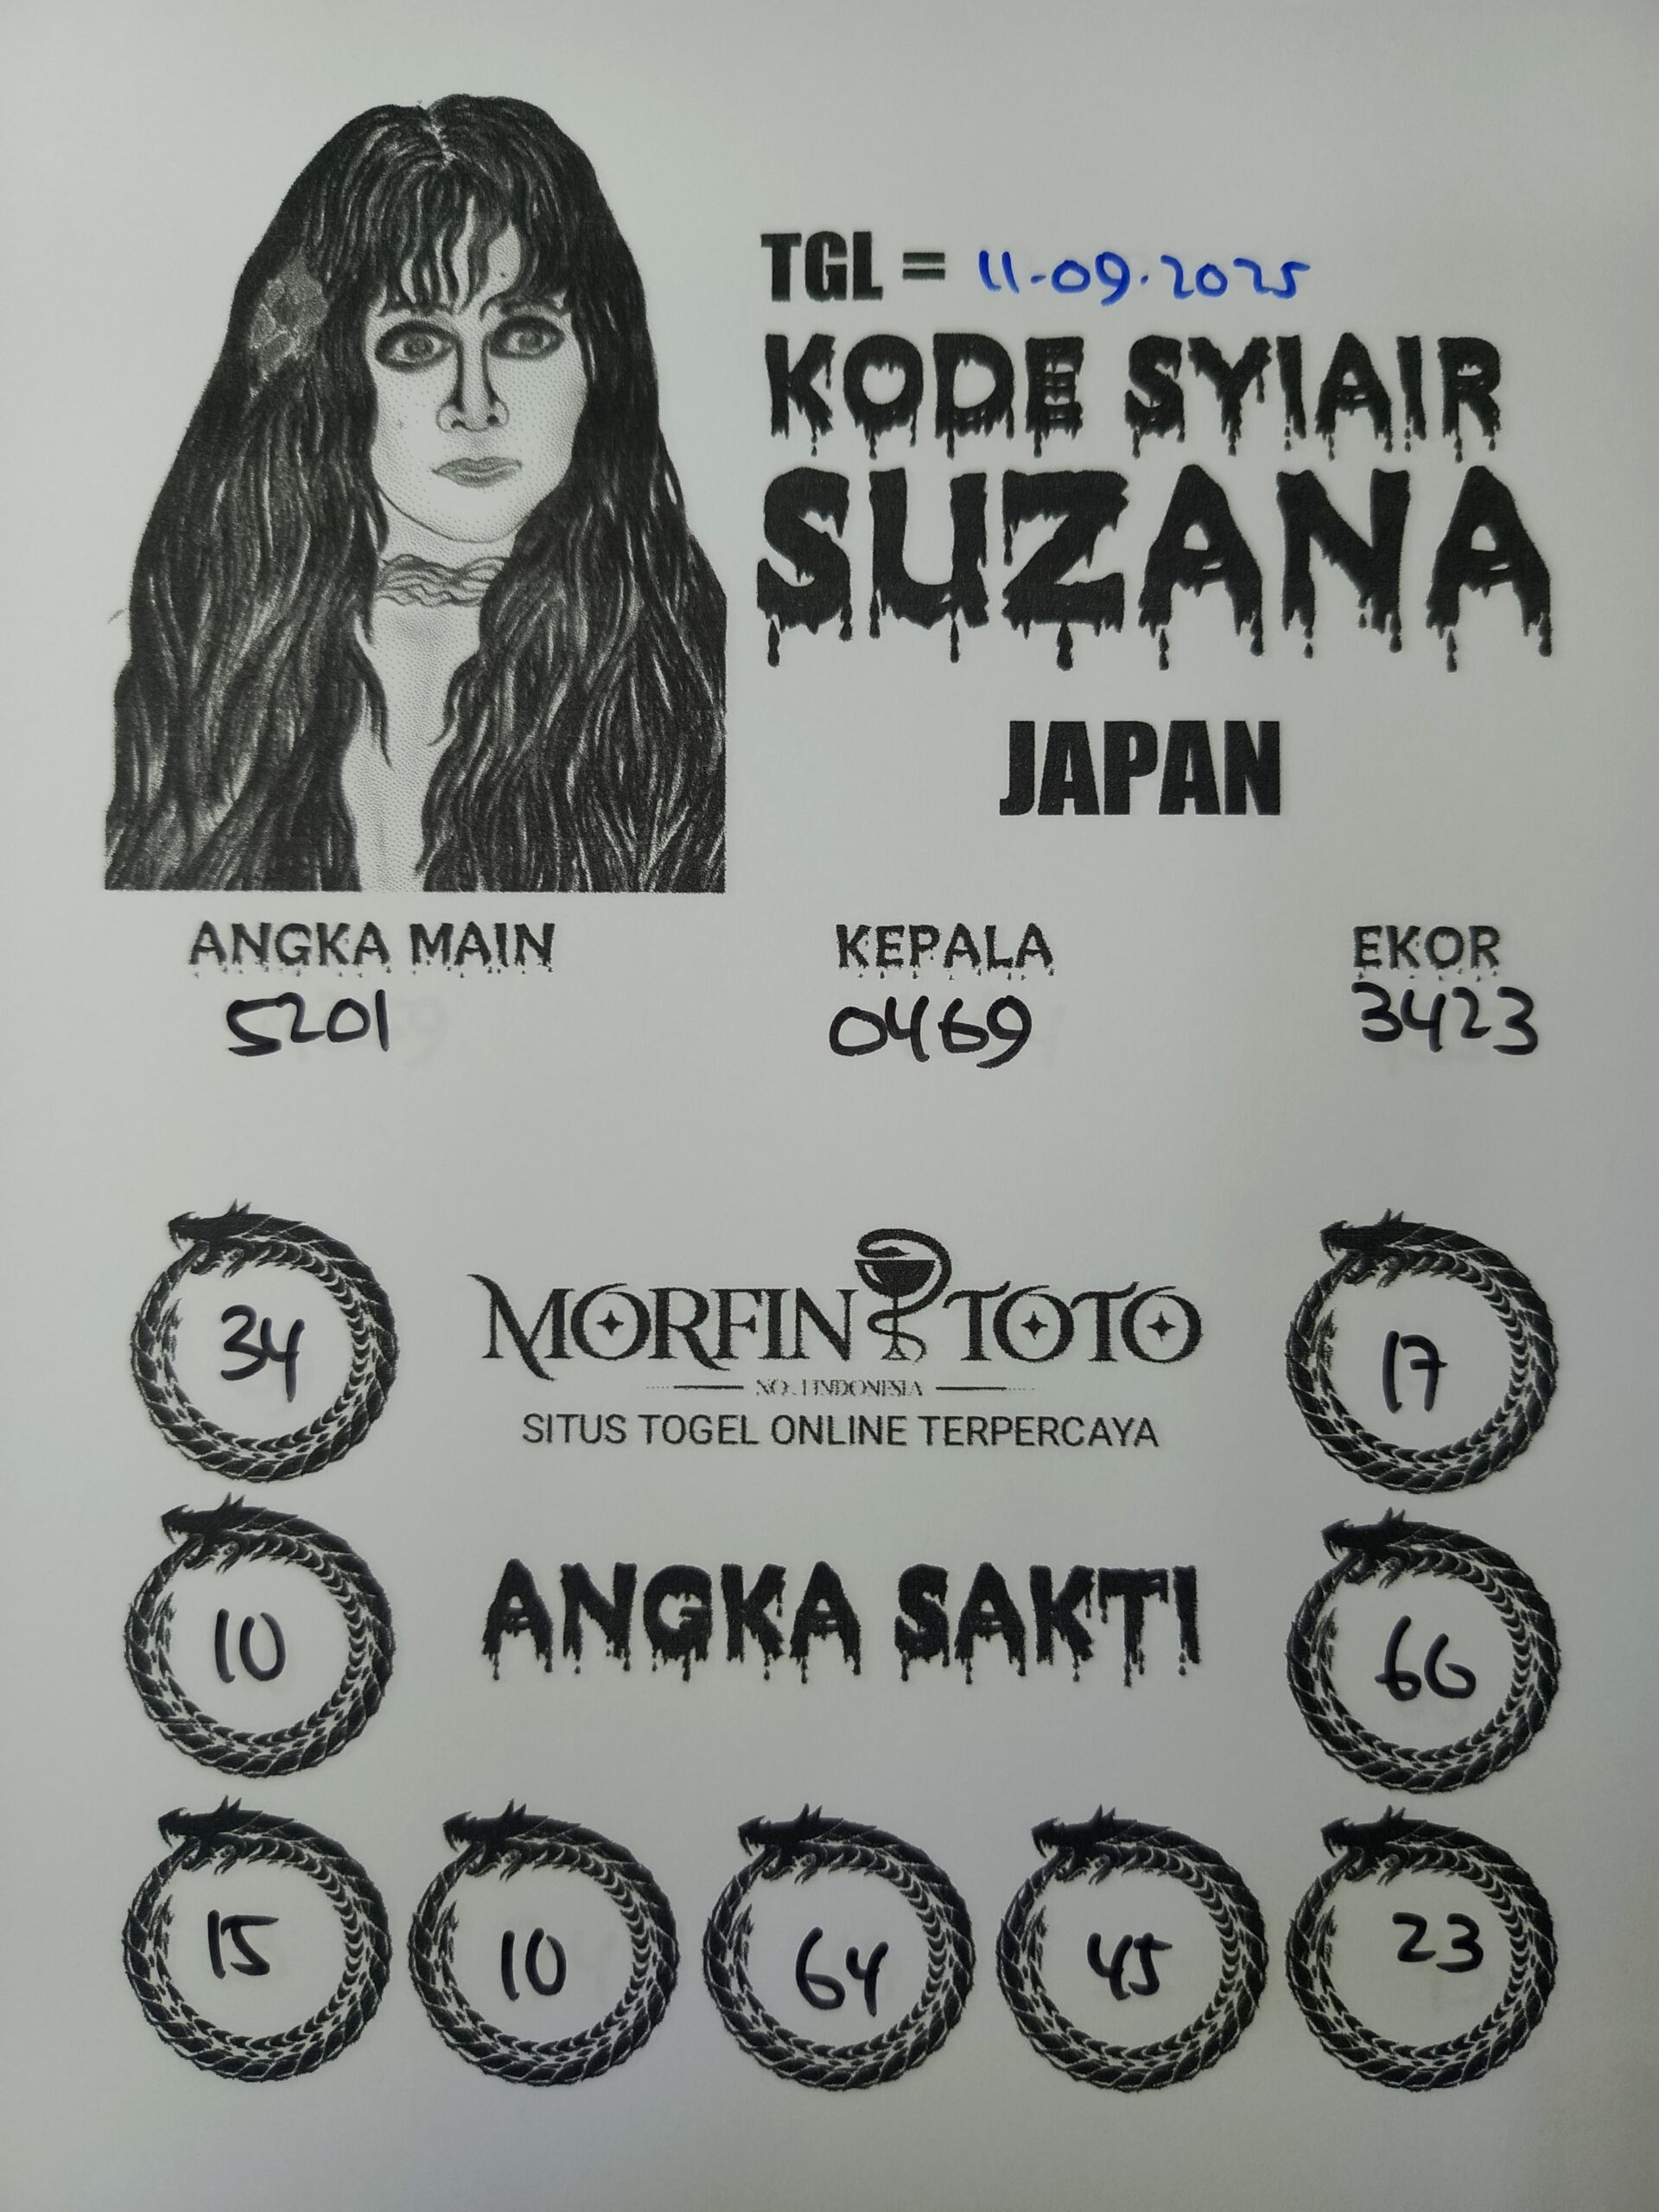 TGL = 11-09-2025
KODE SYIAIR
SUZANA
JAPAN
ANGKA MAIN KEPALA EKOR
5201 0469 3423
34 MORFIN TOTO 17
NO.1 INDONESIA
SITUS TOGEL ONLINE TERPERCAYA
10 ANGKA SAKTI 66
15 10 64 45 23